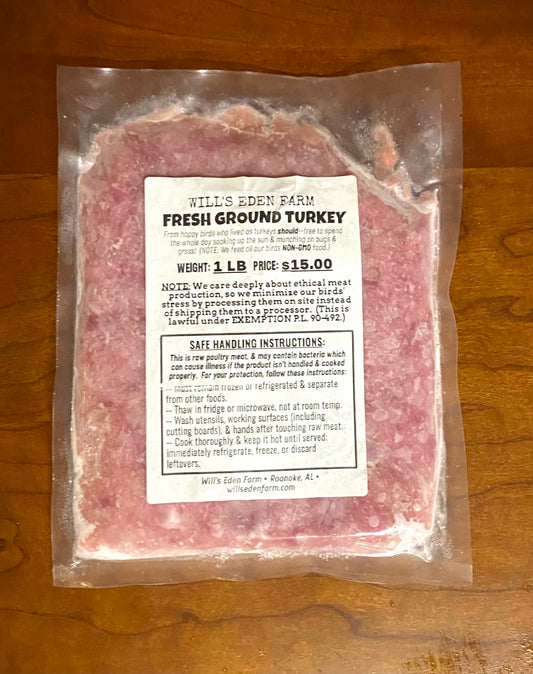 WILL'S EDEN FARM
FRESH GROUND TURKEY
From happy birds who lived as turkeys should—free to spend
the whole day soaking up the sun & munching on bugs &
grass! (NOTE: We feed all our birds NON-GMO food.)
WEIGHT: 1 LB PRICE: $15.00
NOTE: We care deeply about ethical meat
production, so we minimize our birds'
stress by processing them on site instead
of shipping them to a processor. (This is
lawful under EXEMPTION P.L. 90-492.)
SAFE HANDLING INSTRUCTIONS:
This is raw poultry meat, & may contain bacteria which
can cause illness if the product isn't handled & cooked
properly. For your protection, follow these instructions:
-- Must remain frozen or refrigerated & separate
from other foods.
-- Thaw in fridge or microwave, not at room temp.
-- Wash utensils, working surfaces (including
cutting boards), & hands after touching raw meat.
-- Cook thoroughly & keep it hot until served;
immediately refrigerate, freeze, or discard
leftovers.
Will's Eden Farm • Roanoke, AL •
willsedenfarm.com